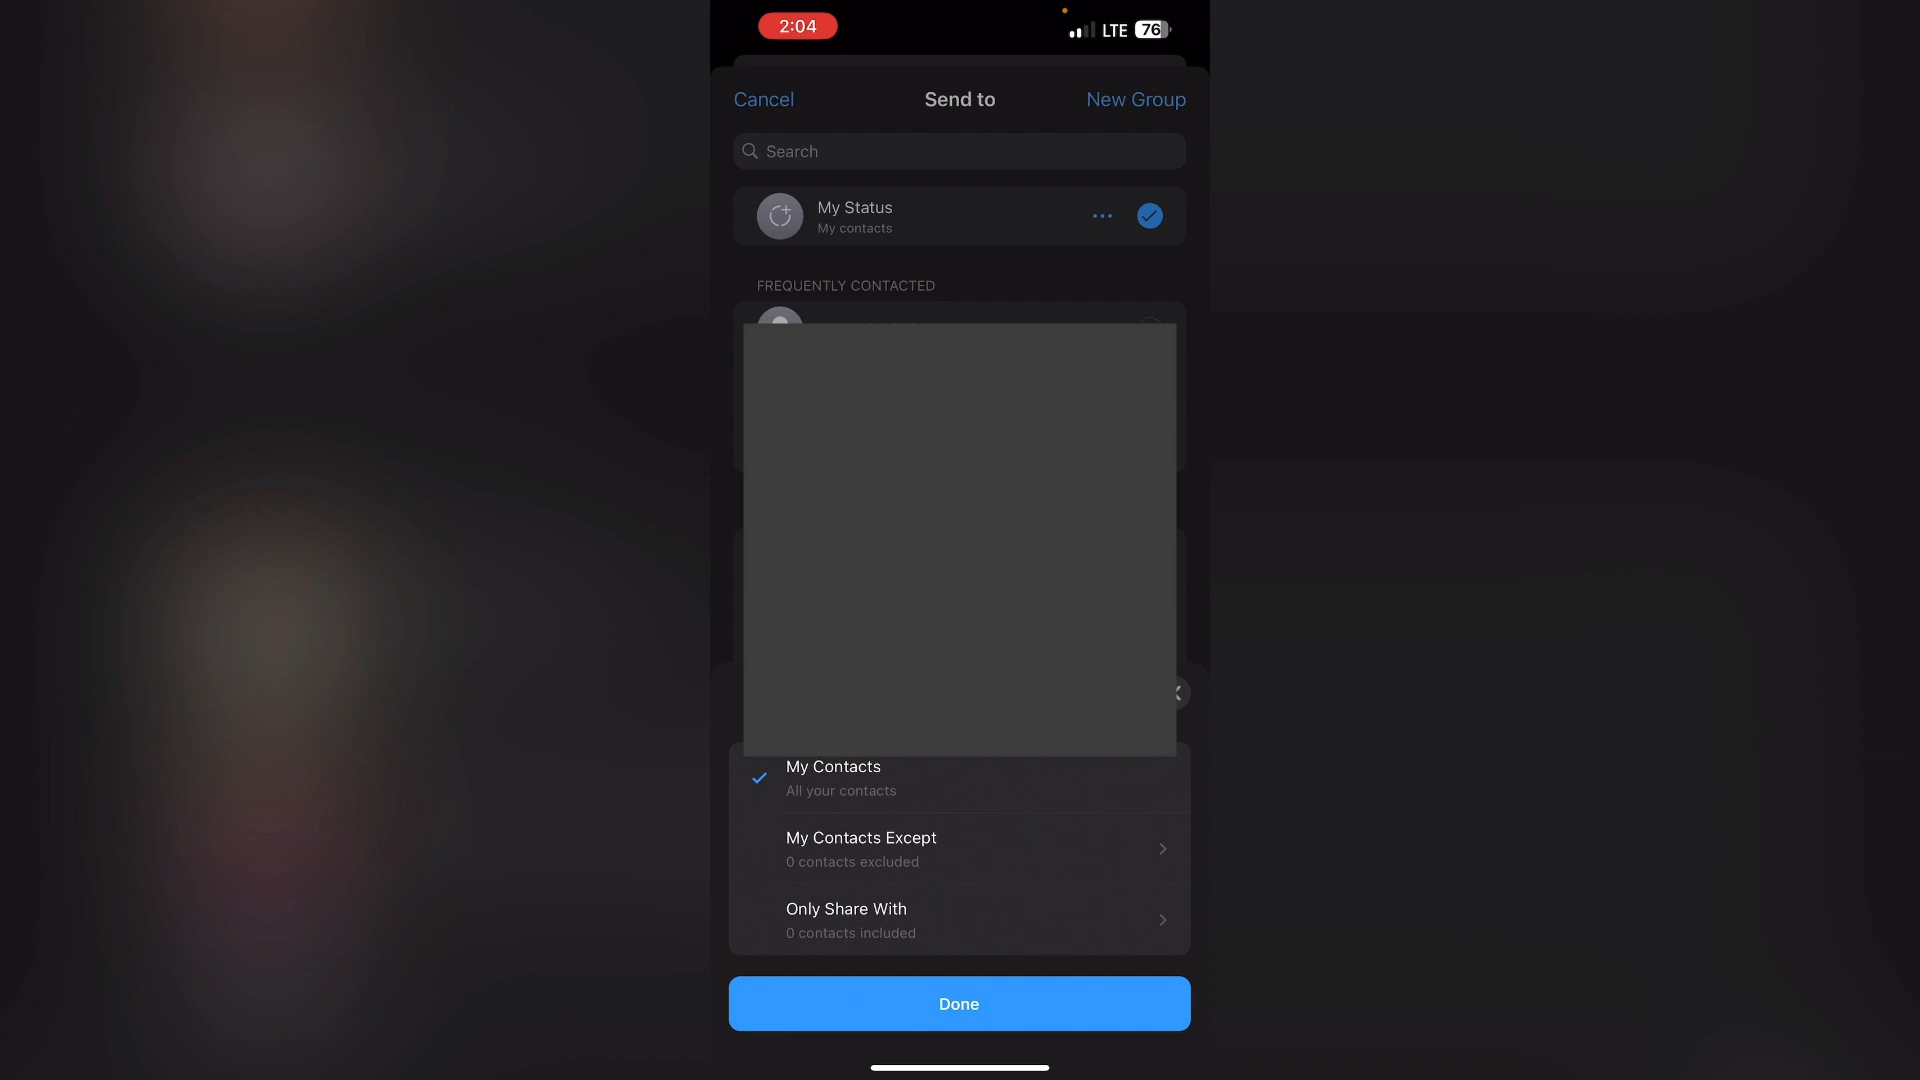 2:04
LTE 76
Cancel
Send to
New Group
Search
My Status
My contacts
FREQUENTLY CONTACTED
My Contacts
All your contacts
My Contacts Except
0 contacts excluded
Only Share With
0 contacts included
Done